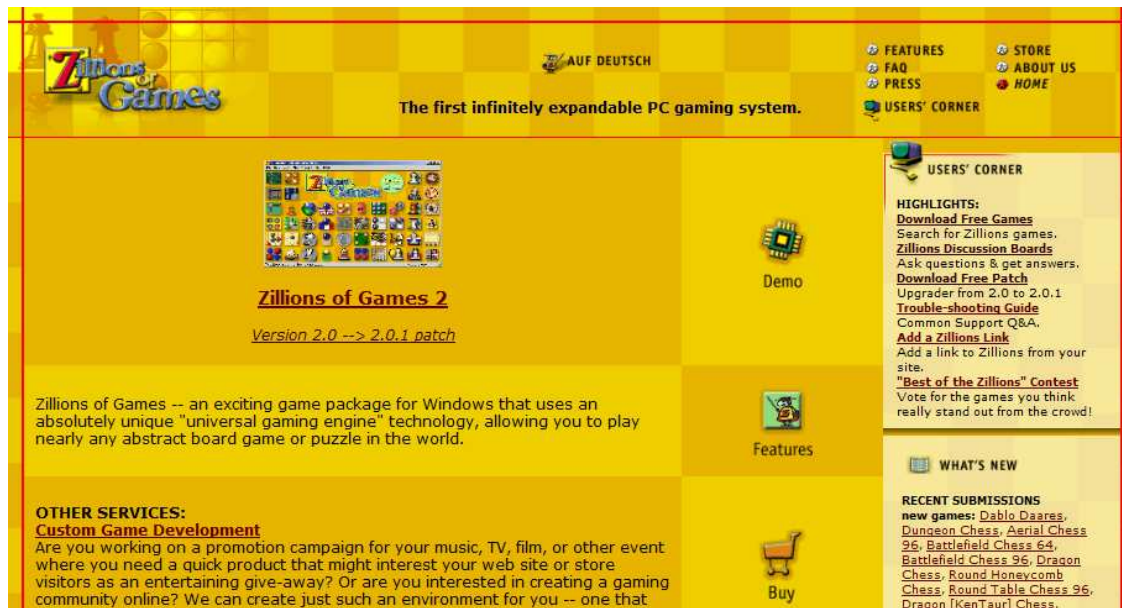 Zillions
of
Games
AUF DEUTSCH
The first infinitely expandable PC gaming system.
FEATURES
FAQ
PRESS
USERS' CORNER
STORE
ABOUT US
HOME
Zillions of Games 2
Version 2.0 --> 2.0.1 patch
Demo
Zillions of Games -- an exciting game package for Windows that uses an
absolutely unique "universal gaming engine" technology, allowing you to play
nearly any abstract board game or puzzle in the world.
Features
OTHER SERVICES:
Custom Game Development
Are you working on a promotion campaign for your music, TV, film, or other event
where you need a quick product that might interest your web site or store
visitors as an entertaining give-away? Or are you interested in creating a gaming
community online? We can create just such an environment for you -- one that
Buy
USERS' CORNER
HIGHLIGHTS:
Download Free Games
Search for Zillions games.
Zillions Discussion Boards
Ask questions & get answers.
Download Free Patch
Upgrader from 2.0 to 2.0.1
Trouble-shooting Guide
Common Support Q&A.
Add a Zillions Link
Add a link to Zillions from your
site.
"Best of the Zillions" Contest
Vote for the games you think
really stand out from the crowd!
WHAT'S NEW
RECENT SUBMISSIONS
new games: Dablo Daares,
Dungeon Chess, Aerial Chess
96, Battlefield Chess 64,
Battlefield Chess 96, Dragon
Chess, Round Honeycomb
Chess, Round Table Chess 96,
Dragon [KenTaur] Chess,